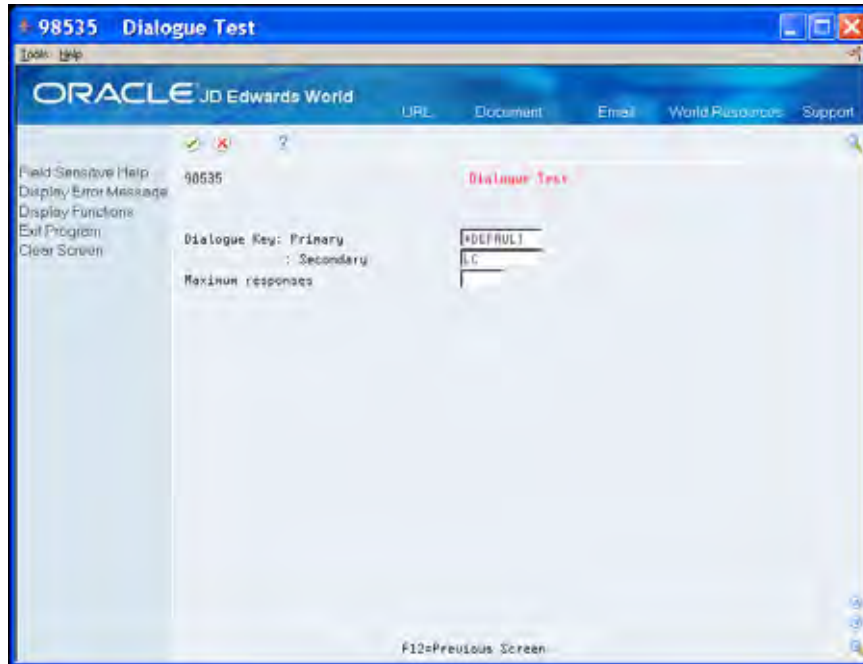 98535 Dialogue Test
Tools Help
ORACLE JD Edwards World
URL Document Email World Resources Support
?
Field Sensitive Help
Display Error Message
Display Functions
Exit Program
Clear Screen
98535 Dialogue Test
Dialogue Key: Primary *DEFAULT
: Secondary LC
Maximum responses
F12=Previous Screen